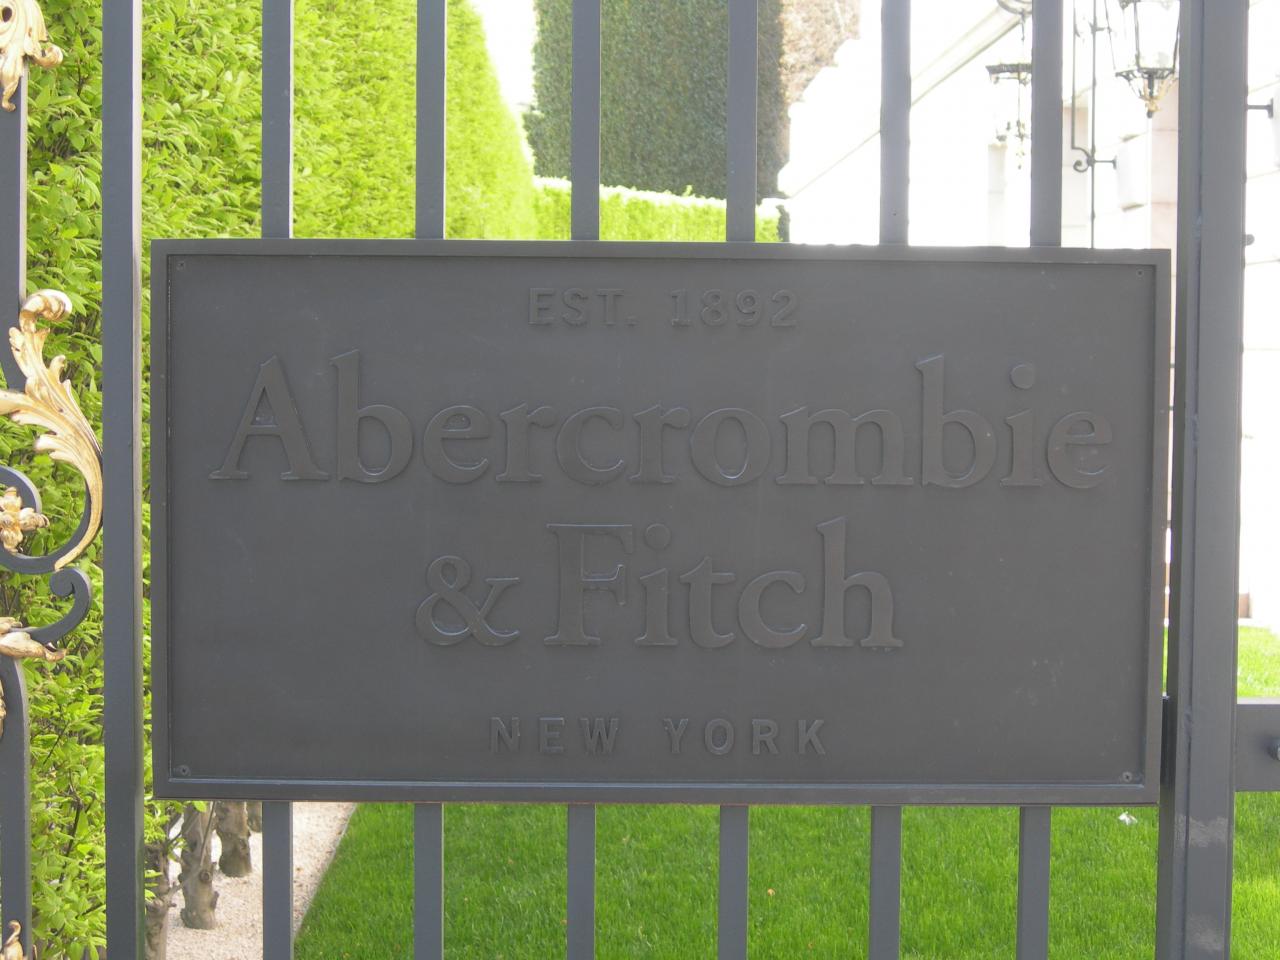 EST. 1892
Abercrombie
& Fitch
NEW YORK